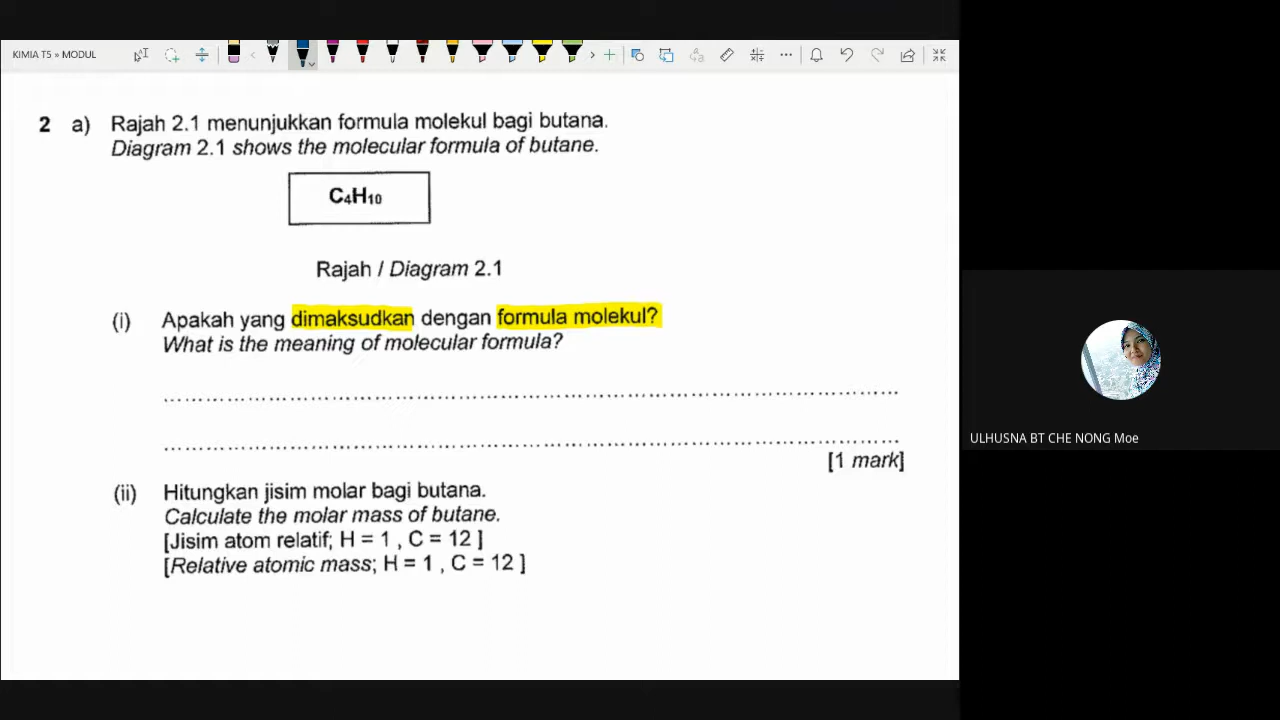 KIMIA T5 » MODUL
2 a) Rajah 2.1 menunjukkan formula molekul bagi butana.
Diagram 2.1 shows the molecular formula of butane.
C₄H₁₀
Rajah / Diagram 2.1
(i) Apakah yang dimaksudkan dengan formula molekul?
What is the meaning of molecular formula?
[1 mark]
(ii) Hitungkan jisim molar bagi butana.
Calculate the molar mass of butane.
[Jisim atom relatif; H = 1 , C = 12 ]
[Relative atomic mass; H = 1 , C = 12 ]
ULHUSNA BT CHE NONG Moe